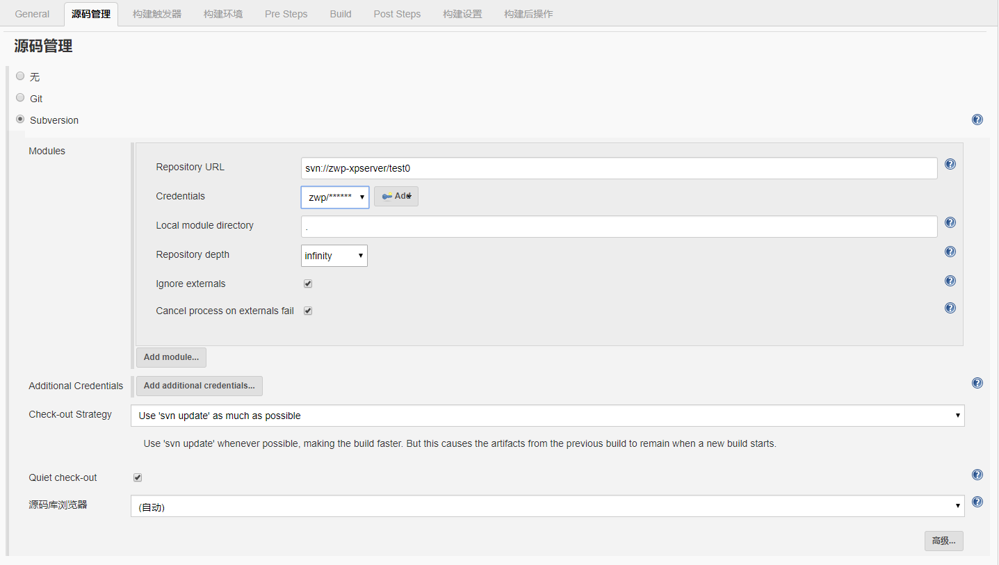 General 源码管理 构建触发器 构建环境 Pre Steps Build Post Steps 构建设置 构建后操作
源码管理
无
Git
Subversion
Modules
Repository URL svn://zwp-xpserver/test0
Credentials zwp/****** Add
Local module directory .
Repository depth infinity
Ignore externals
Cancel process on externals fail
Add module...
Additional Credentials Add additional credentials...
Check-out Strategy Use 'svn update' as much as possible
Use 'svn update' whenever possible, making the build faster. But this causes the artifacts from the previous build to remain when a new build starts.
Quiet check-out
源码库浏览器 (自动)
高级...